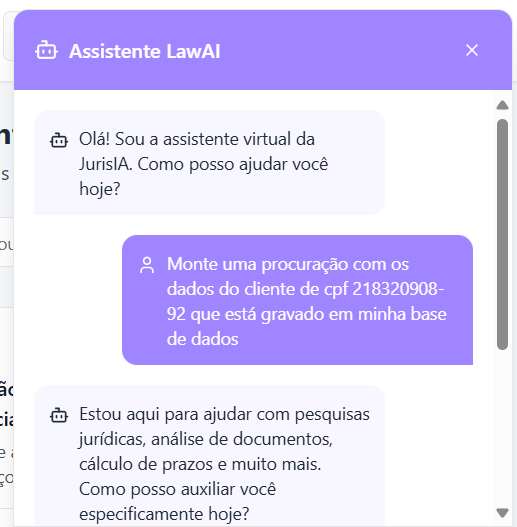 Assistente LawAI
Olá! Sou a assistente virtual da
JurisIA. Como posso ajudar você
hoje?
Monte uma procuração com os
dados do cliente de cpf 218320908-
92 que está gravado em minha base
de dados
Estou aqui para ajudar com pesquisas
jurídicas, análise de documentos,
cálculo de prazos e muito mais.
Como posso auxiliar você
especificamente hoje?